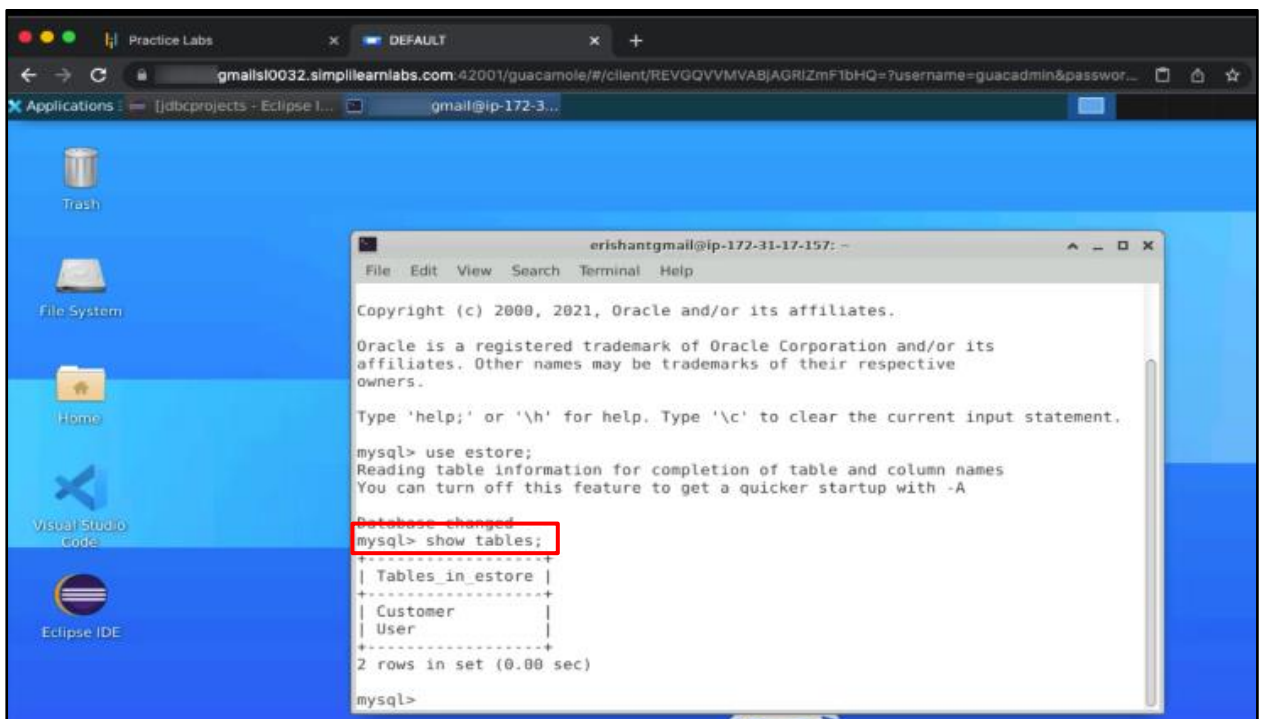 Practice Labs
DEFAULT
gmailsl0032.simplilearnlabs.com:42001/guacamole/#/client/REVGQVVMVABjAGRlZmF1bHQ=?username=guacadmin&passwor...
Applications
[jdbcprojects - Eclipse I...
gmail@ip-172-3...
Trash
File System
Home
Visual Studio
Code
Eclipse IDE
erishantgmail@ip-172-31-17-157: ~
File Edit View Search Terminal Help
Copyright (c) 2000, 2021, Oracle and/or its affiliates.
Oracle is a registered trademark of Oracle Corporation and/or its
affiliates. Other names may be trademarks of their respective
owners.
Type 'help;' or '\h' for help. Type '\c' to clear the current input statement.
mysql> use estore;
Reading table information for completion of table and column names
You can turn off this feature to get a quicker startup with -A
Database changed
mysql> show tables;
+------------------+
| Tables_in_estore |
+------------------+
| Customer         |
| User             |
+------------------+
2 rows in set (0.00 sec)
mysql>